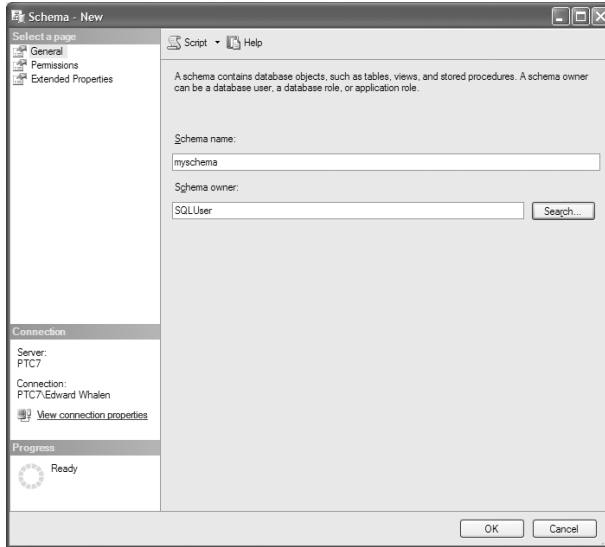 Schema - New
Select a page
General
Permissions
Extended Properties
Script
Help
A schema contains database objects, such as tables, views, and stored procedures. A schema owner
can be a database user, a database role, or application role.
Schema name:
myschema
Schema owner:
SQLUser
Search...
Connection
Server:
PTC7
Connection:
PTC7\Edward Whalen
View connection properties
Progress
Ready
OK
Cancel